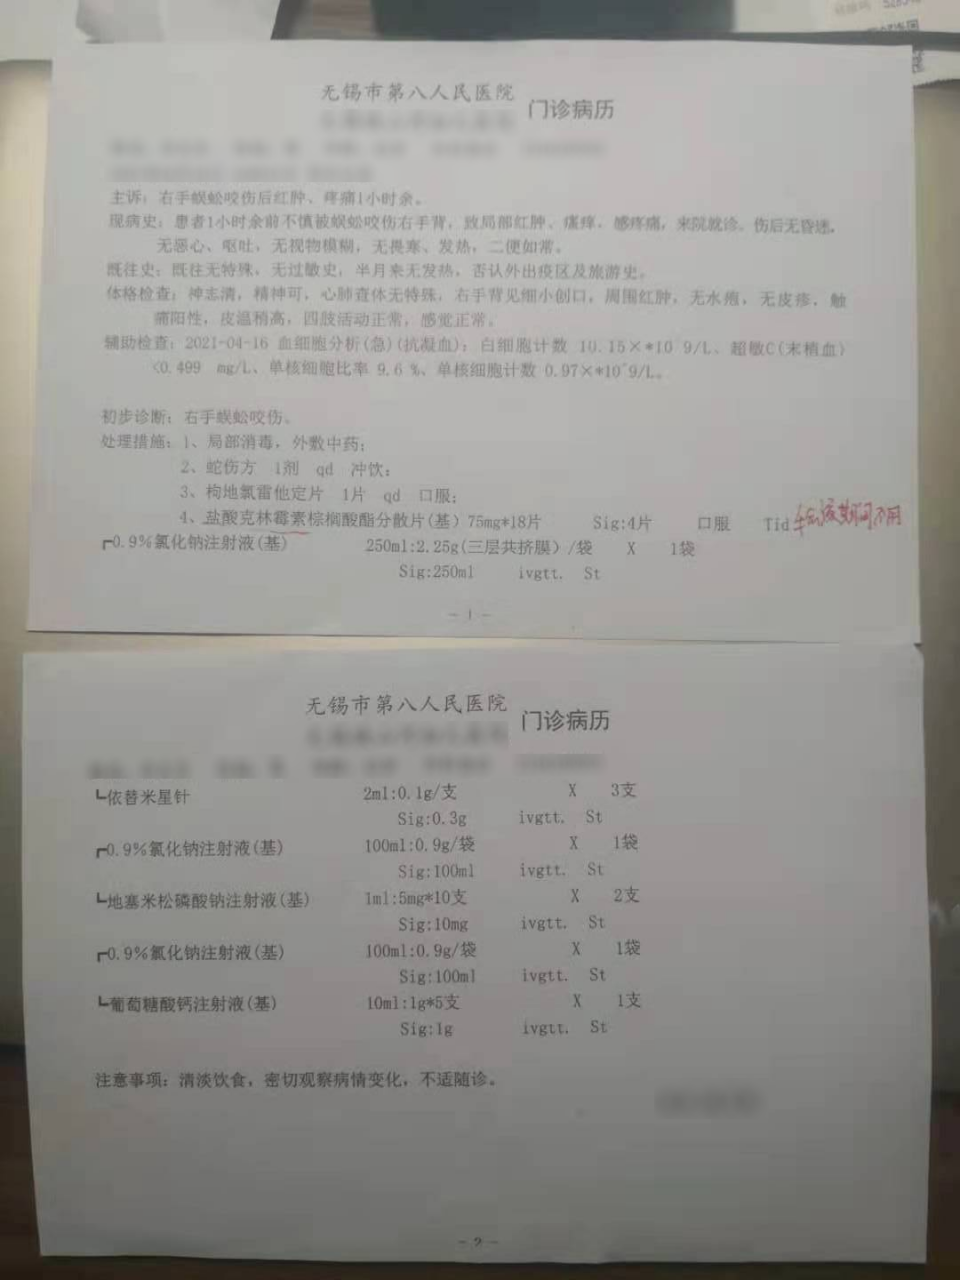 无锡市第八人民医院 门诊病历
主诉：右手蜈蚣咬伤后红肿、疼痛1小时余。
现病史：患者1小时余前不慎被蜈蚣咬伤右手背，致局部红肿、瘙痒，感疼痛，来院就诊。伤后无昏迷，
无恶心、呕吐，无视物模糊，无畏寒、发热，二便如常。
既往史：既往无特殊，无过敏史，半月来无发热，否认外出疫区及旅游史。
体格检查：神志清，精神可，心肺查体无特殊，右手背见细小创口，周围红肿，无水疱，无皮疹，触
痛阳性，皮温稍高，四肢活动正常，感觉正常。
辅助检查：2021-04-16 血细胞分析(急)(抗凝血)：白细胞计数 10.15×*10^9/L、超敏C(末梢血)
<0.499 mg/L、单核细胞比率 9.6 %、单核细胞计数 0.97×*10^9/L。
初步诊断：右手蜈蚣咬伤。
处理措施：1、局部消毒，外敷中药；
2、蛇伤方 1剂 qd 冲饮；
3、枸地氯雷他定片 1片 qd 口服；
4、盐酸克林霉素棕榈酸酯分散片(基) 75mg*18片 Sig:4片 口服 Tid 输液期间不用
┏0.9%氯化钠注射液(基) 250ml:2.25g(三层共挤膜) /袋 X 1袋
Sig:250ml ivgtt. St
- 1 -
无锡市第八人民医院 门诊病历
┗依替米星针 2ml:0.1g/支 X 3支
Sig:0.3g ivgtt. St
┏0.9%氯化钠注射液(基) 100ml:0.9g/袋 X 1袋
Sig:100ml ivgtt. St
┗地塞米松磷酸钠注射液(基) 1ml:5mg*10支 X 2支
Sig:10mg ivgtt. St
┏0.9%氯化钠注射液(基) 100ml:0.9g/袋 X 1袋
Sig:100ml ivgtt. St
┗葡萄糖酸钙注射液(基) 10ml:1g*5支 X 1支
Sig:1g ivgtt. St
注意事项：清淡饮食，密切观察病情变化，不适随诊。
- 2 -